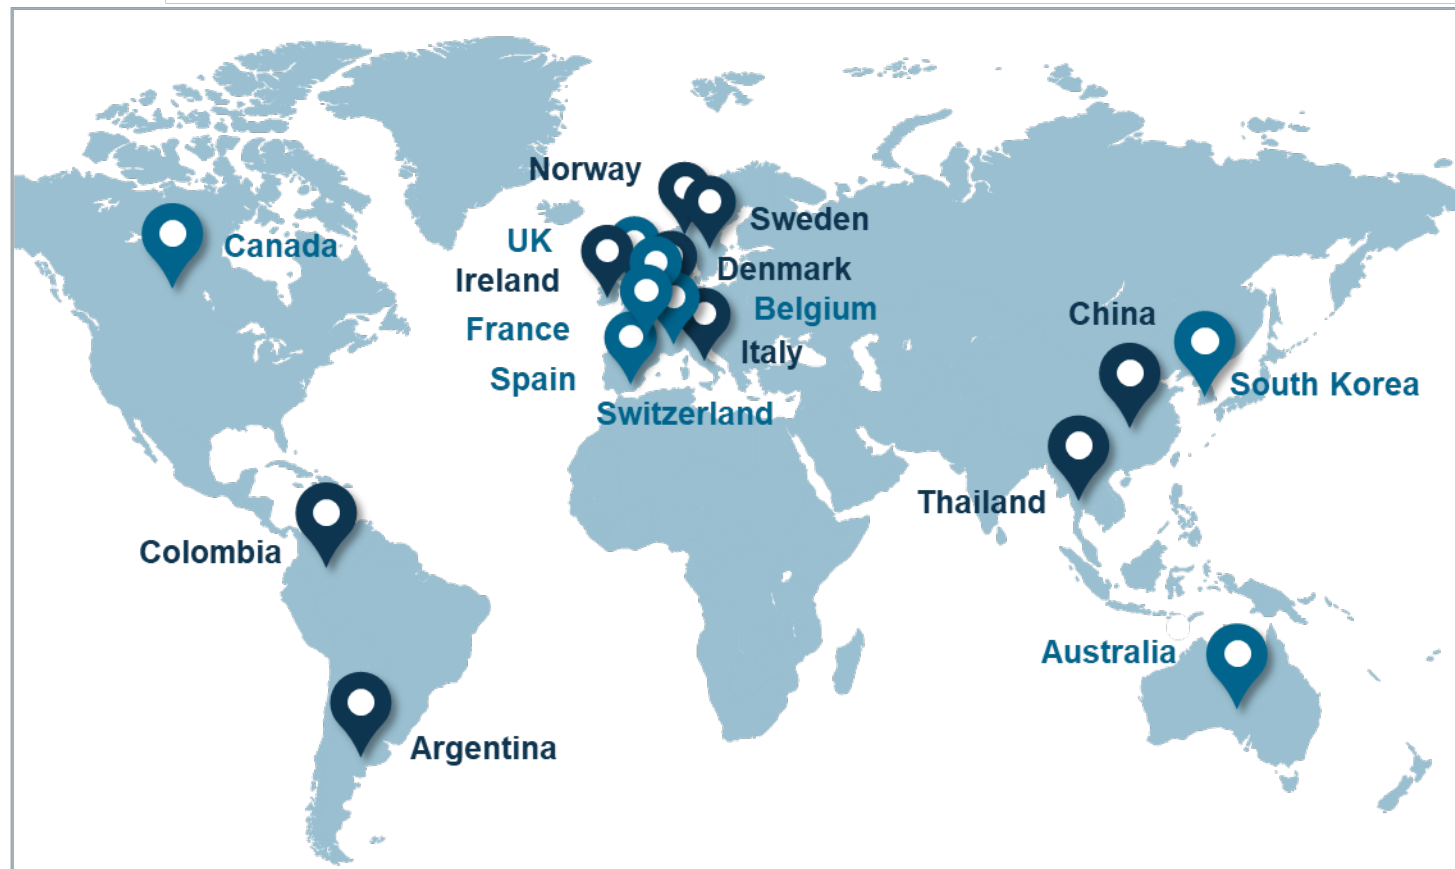 Norway
Sweden
UK
Canada
Denmark
Ireland
Belgium
China
France
Italy
Spain
South Korea
Switzerland
Thailand
Colombia
Australia
Argentina